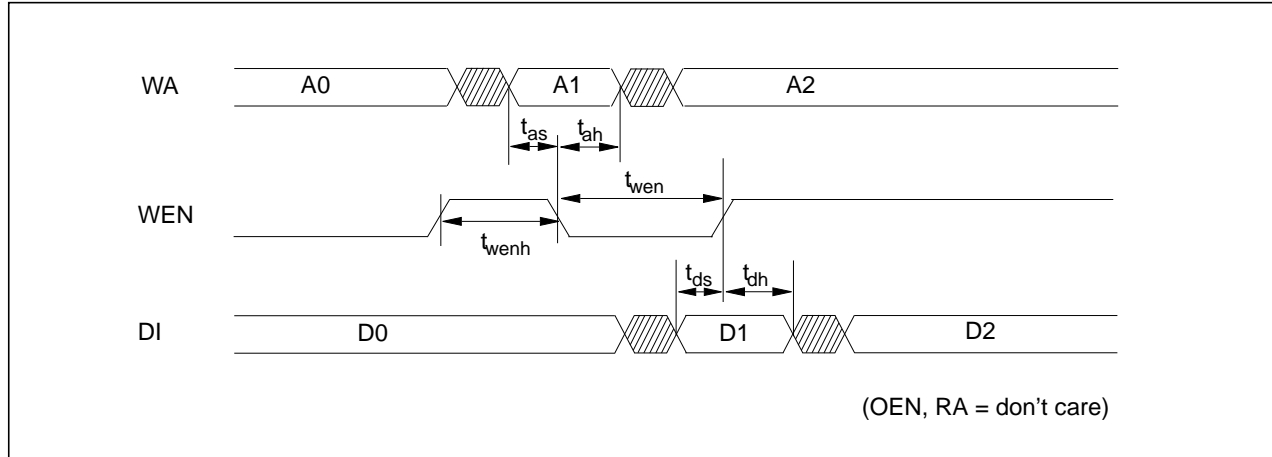 WA A0 A1 A2
tas tah
twen
WEN
twenh
tds tdh
DI D0 D1 D2
(OEN, RA = don't care)